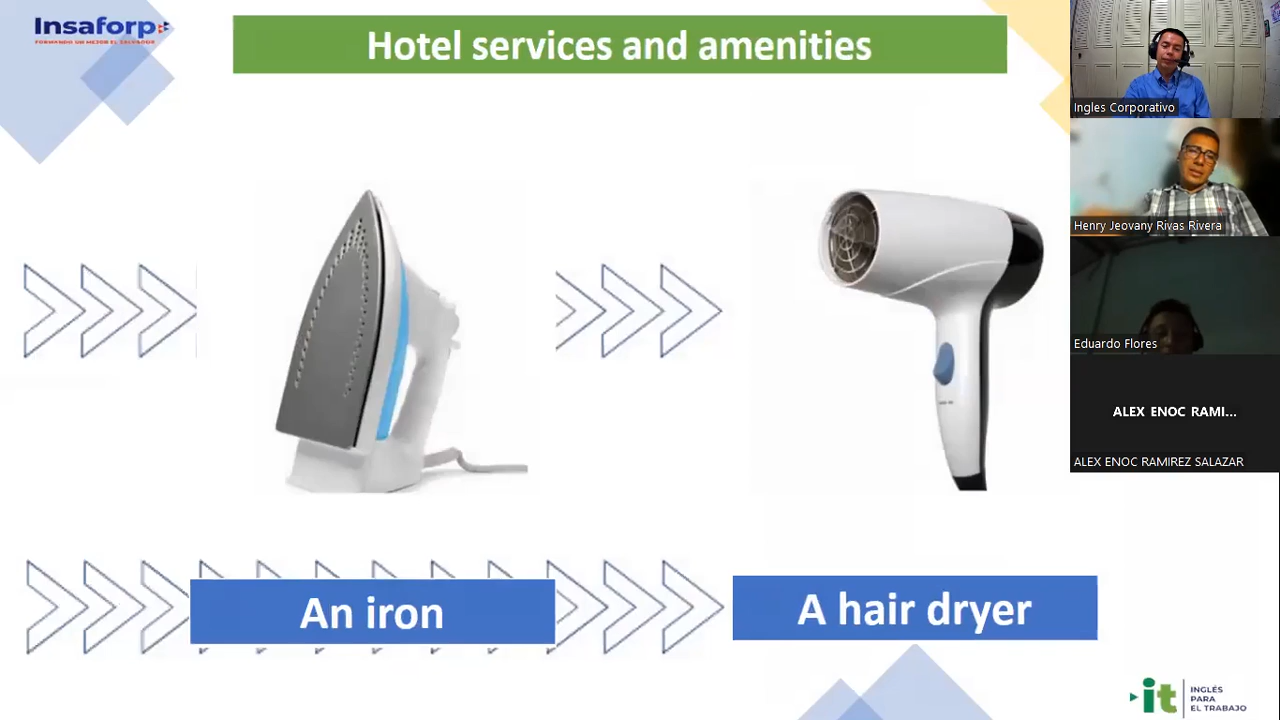 Insaforp
FORMANDO UN MEJOR EL SALVADOR
Hotel services and amenities
An iron
A hair dryer
it
INGLÉS
PARA
EL TRABAJO
Ingles Corporativo
Henry Jeovany Rivas Rivera
Eduardo Flores
ALEX ENOC RAMI...
ALEX ENOC RAMIREZ SALAZAR